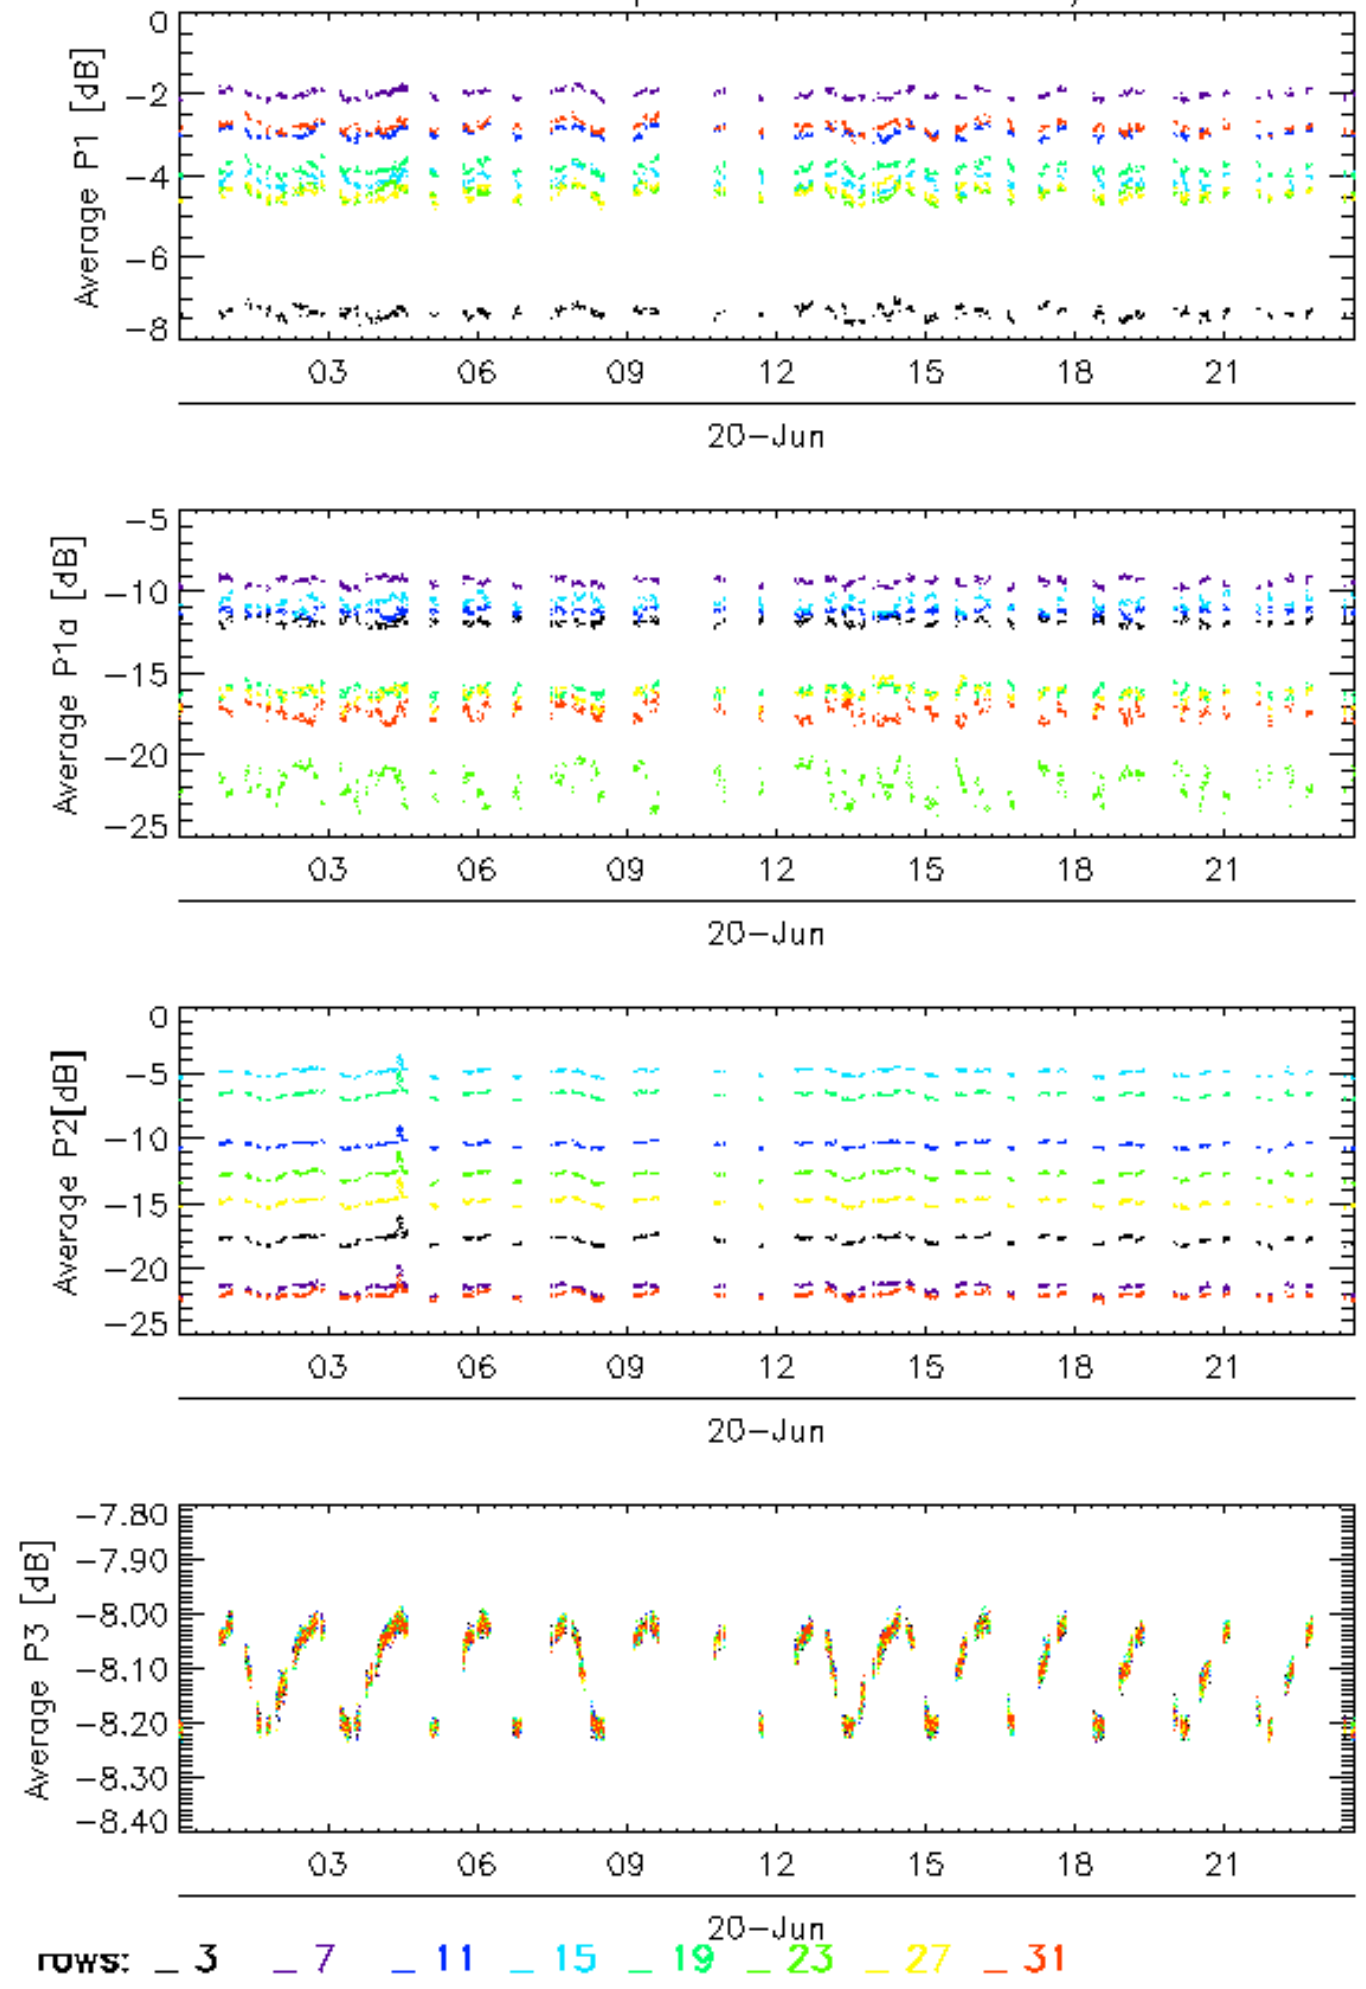 Average P1 [dB]
0
-2
-4
-6
-8
03 06 09 12 15 18 21
20-Jun
Average P1a [dB]
-5
-10
-15
-20
-25
03 06 09 12 15 18 21
20-Jun
Average P2[dB]
0
-5
-10
-15
-20
-25
03 06 09 12 15 18 21
20-Jun
Average P3 [dB]
-7.80
-7.90
-8.00
-8.10
-8.20
-8.30
-8.40
03 06 09 12 15 18 21
20-Jun
rows: _ 3 _ 7 _ 11 _ 15 _ 19 _ 23 _ 27 _ 31